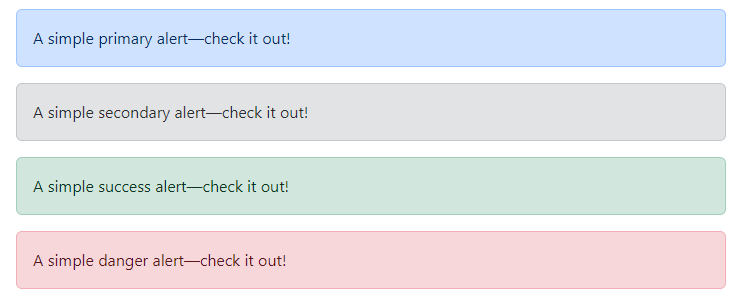 A simple primary alert—check it out!
A simple secondary alert—check it out!
A simple success alert—check it out!
A simple danger alert—check it out!